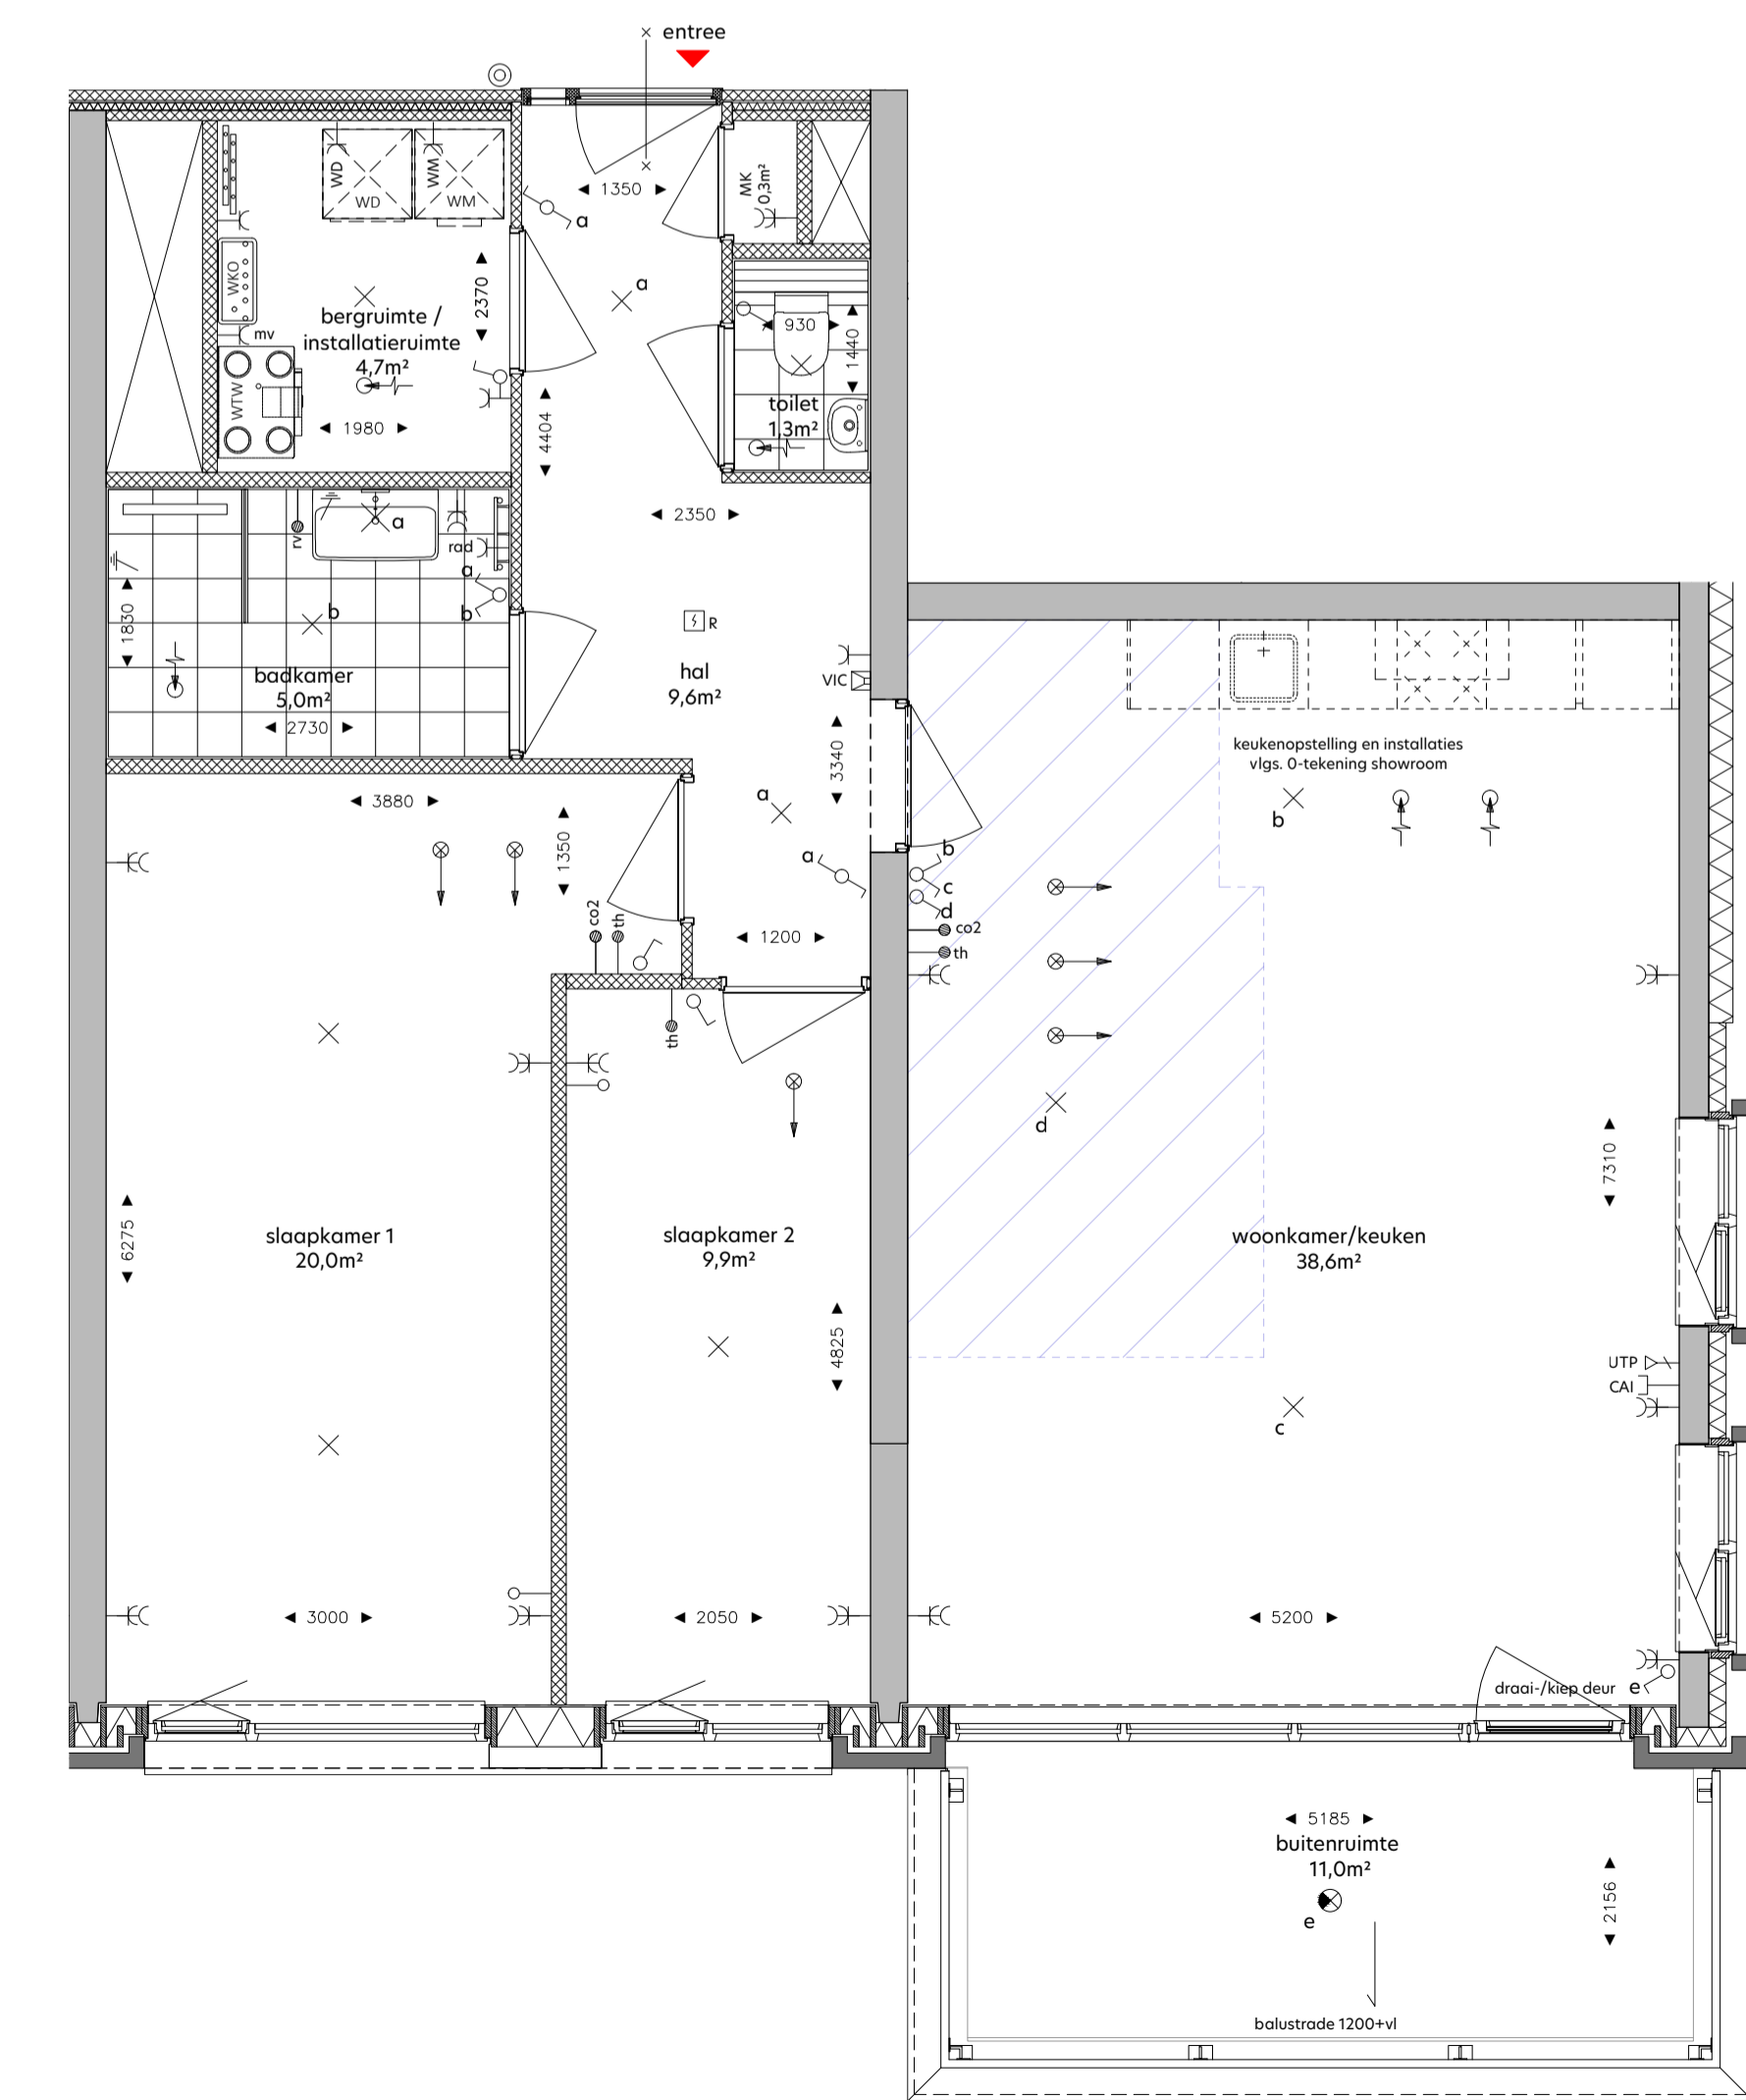 entree
1350
a
WD
WM
WD
WM
MK
0,3m²
WKO
mv
bergruimte /
installatieruimte
4,7m²
2370
a
930
1440
WTW
1980
4404
toilet
1,3m²
2350
rv
a
rad
a
b
1830
b
badkamer
5,0m²
2730
R
hal
9,6m²
VIC
3340
keukenopstelling en installaties
vlgs. 0-tekening showroom
b
3880
1350
a
a
b
c
d
co2
th
co2
th
1200
th
d
7310
6275
slaapkamer 1
20,0m²
slaapkamer 2
9,9m²
woonkamer/keuken
38,6m²
4825
UTP
CAI
c
3000
2050
5200
draai-/kiep deur
e
5185
buitenruimte
11,0m²
2156
e
balustrade 1200+vl